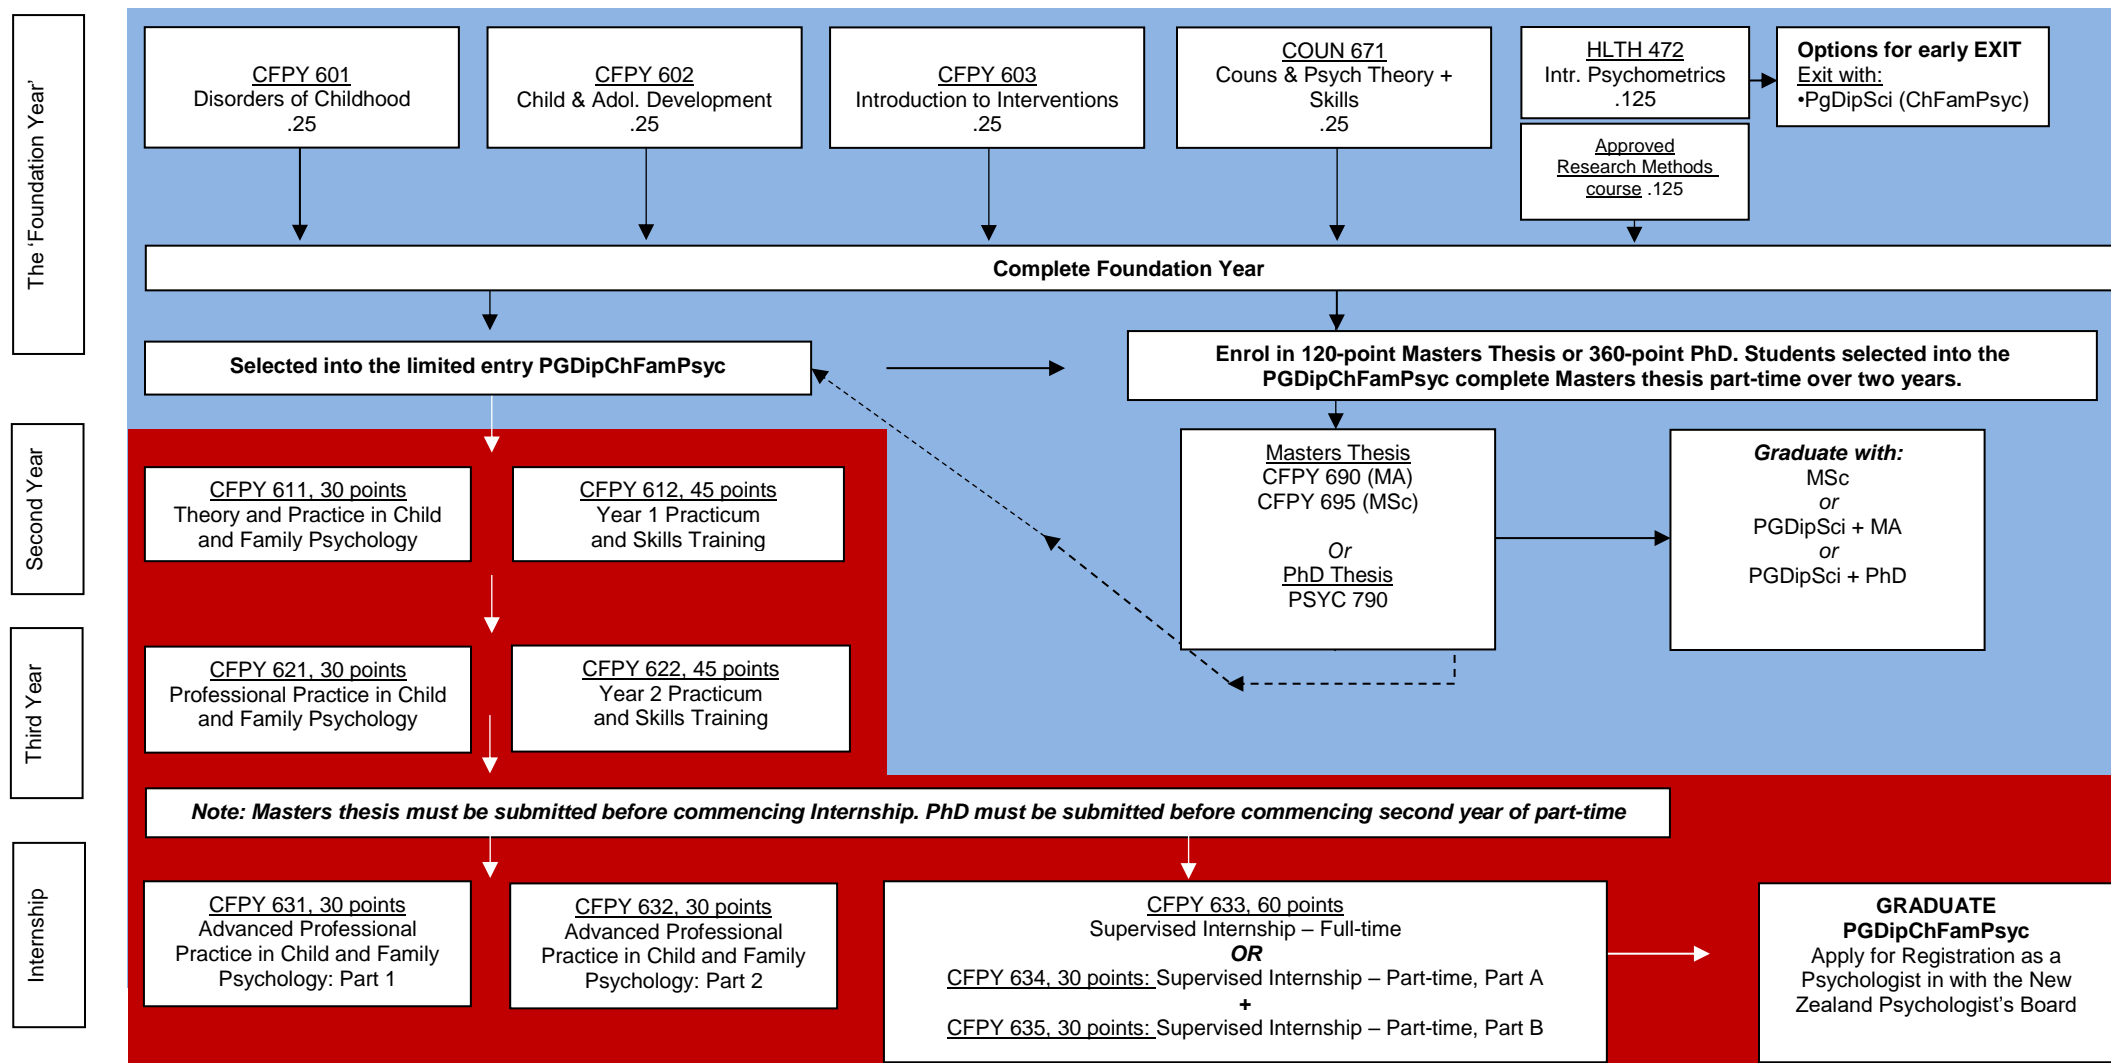 The 'Foundation Year'
CFPY 601
Disorders of Childhood
.25
CFPY 602
Child & Adol. Development
.25
CFPY 603
Introduction to Interventions
.25
COUN 671
Couns & Psych Theory +
Skills
.25
HLTH 472
Intr. Psychometrics
.125
Approved
Research Methods
course .125
Options for early EXIT
Exit with:
•PgDipSci (ChFamPsyc)
Complete Foundation Year
Selected into the limited entry PGDipChFamPsyc
Enrol in 120-point Masters Thesis or 360-point PhD. Students selected into the
PGDipChFamPsyc complete Masters thesis part-time over two years.
Second Year
CFPY 611, 30 points
Theory and Practice in Child
and Family Psychology
CFPY 612, 45 points
Year 1 Practicum
and Skills Training
Masters Thesis
CFPY 690 (MA)
CFPY 695 (MSc)
Or
PhD Thesis
PSYC 790
Graduate with:
MSc
or
PGDipSci + MA
or
PGDipSci + PhD
Third Year
CFPY 621, 30 points
Professional Practice in Child
and Family Psychology
CFPY 622, 45 points
Year 2 Practicum
and Skills Training
Note: Masters thesis must be submitted before commencing Internship. PhD must be submitted before commencing second year of part-time
Internship
CFPY 631, 30 points
Advanced Professional
Practice in Child and Family
Psychology: Part 1
CFPY 632, 30 points
Advanced Professional
Practice in Child and Family
Psychology: Part 2
CFPY 633, 60 points
Supervised Internship – Full-time
OR
CFPY 634, 30 points: Supervised Internship – Part-time, Part A
+
CFPY 635, 30 points: Supervised Internship – Part-time, Part B
GRADUATE
PGDipChFamPsyc
Apply for Registration as a
Psychologist in with the New
Zealand Psychologist's Board